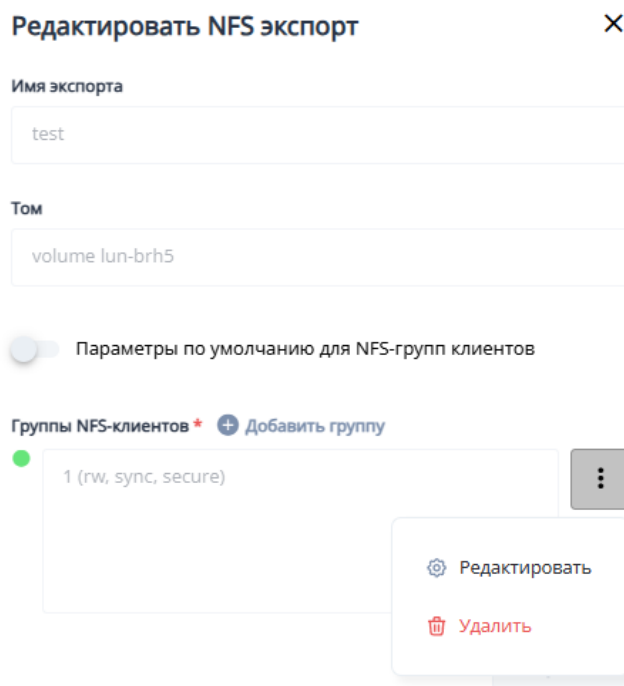 Редактировать NFS экспорт
Имя экспорта
test
Том
volume lun-brh5
Параметры по умолчанию для NFS-групп клиентов
Группы NFS-клиентов * Добавить группу
1 (rw, sync, secure)
Редактировать
Удалить